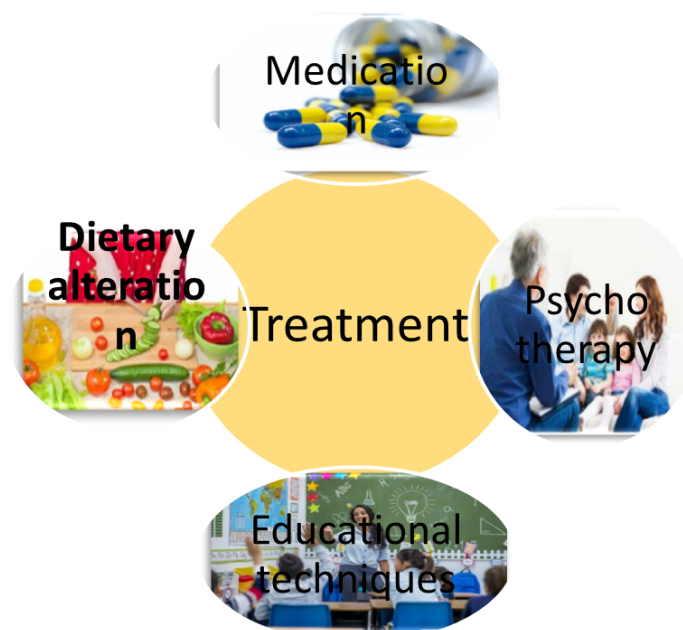 Medicatio
n
Dietary
alteratio
n
Treatment
Psycho
therapy
Educational
techniques